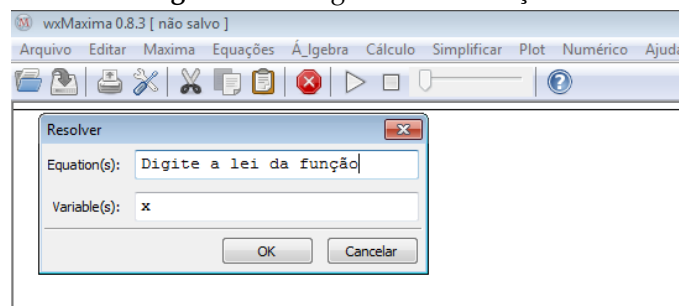 wxMaxima 0.8.3 [ não salvo ]
Arquivo Editar Maxima Equações Á_lgebra Cálculo Simplificar Plot Numérico Ajuda
Resolver
Equation(s): Digite a lei da função
Variable(s): x
OK Cancelar